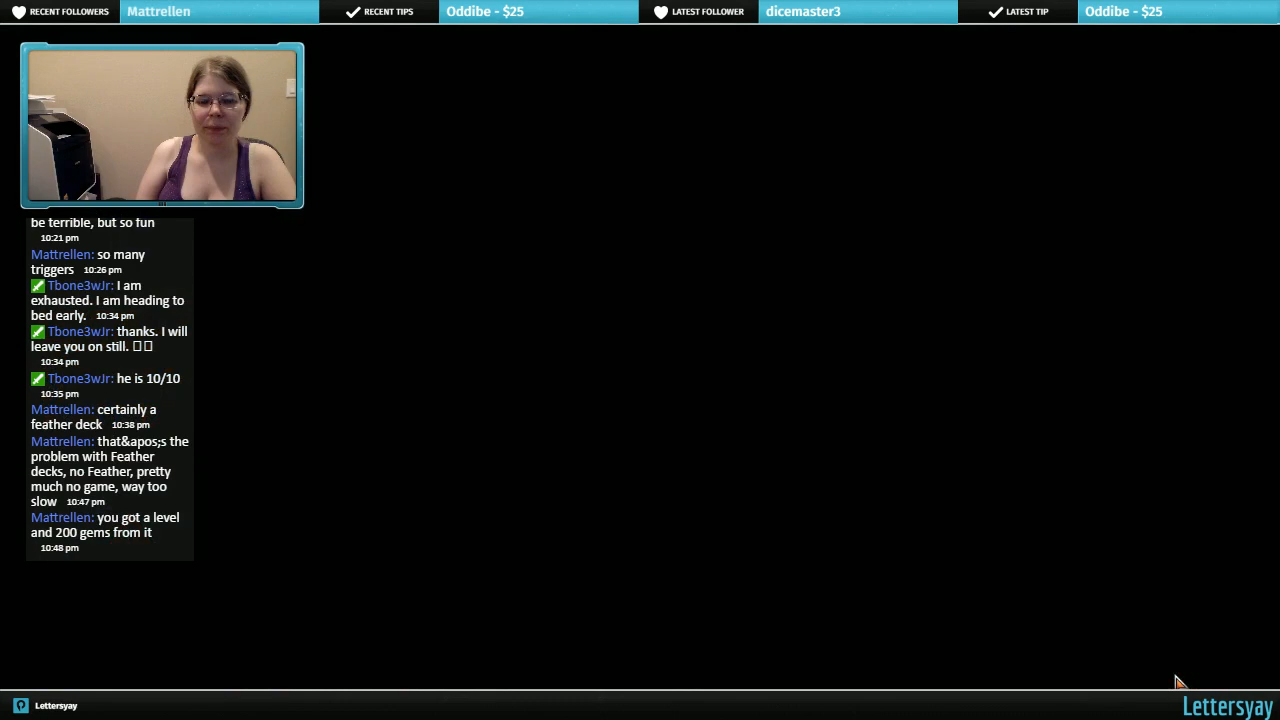 RECENT FOLLOWERS Mattrellen RECENT TIPS Oddibe - $25 LATEST FOLLOWER dicemaster3 LATEST TIP Oddibe - $25
be terrible, but so fun
10:21 pm
Mattrellen: so many
triggers 10:26 pm
Tbone3wJr: I am
exhausted. I am heading to
bed early. 10:34 pm
Tbone3wJr: thanks. I will
leave you on still. □□
10:34 pm
Tbone3wJr: he is 10/10
10:35 pm
Mattrellen: certainly a
feather deck 10:38 pm
Mattrellen: that&apos;s the
problem with Feather
decks, no Feather, pretty
much no game, way too
slow 10:47 pm
Mattrellen: you got a level
and 200 gems from it
10:48 pm
Lettersyay
Lettersyay